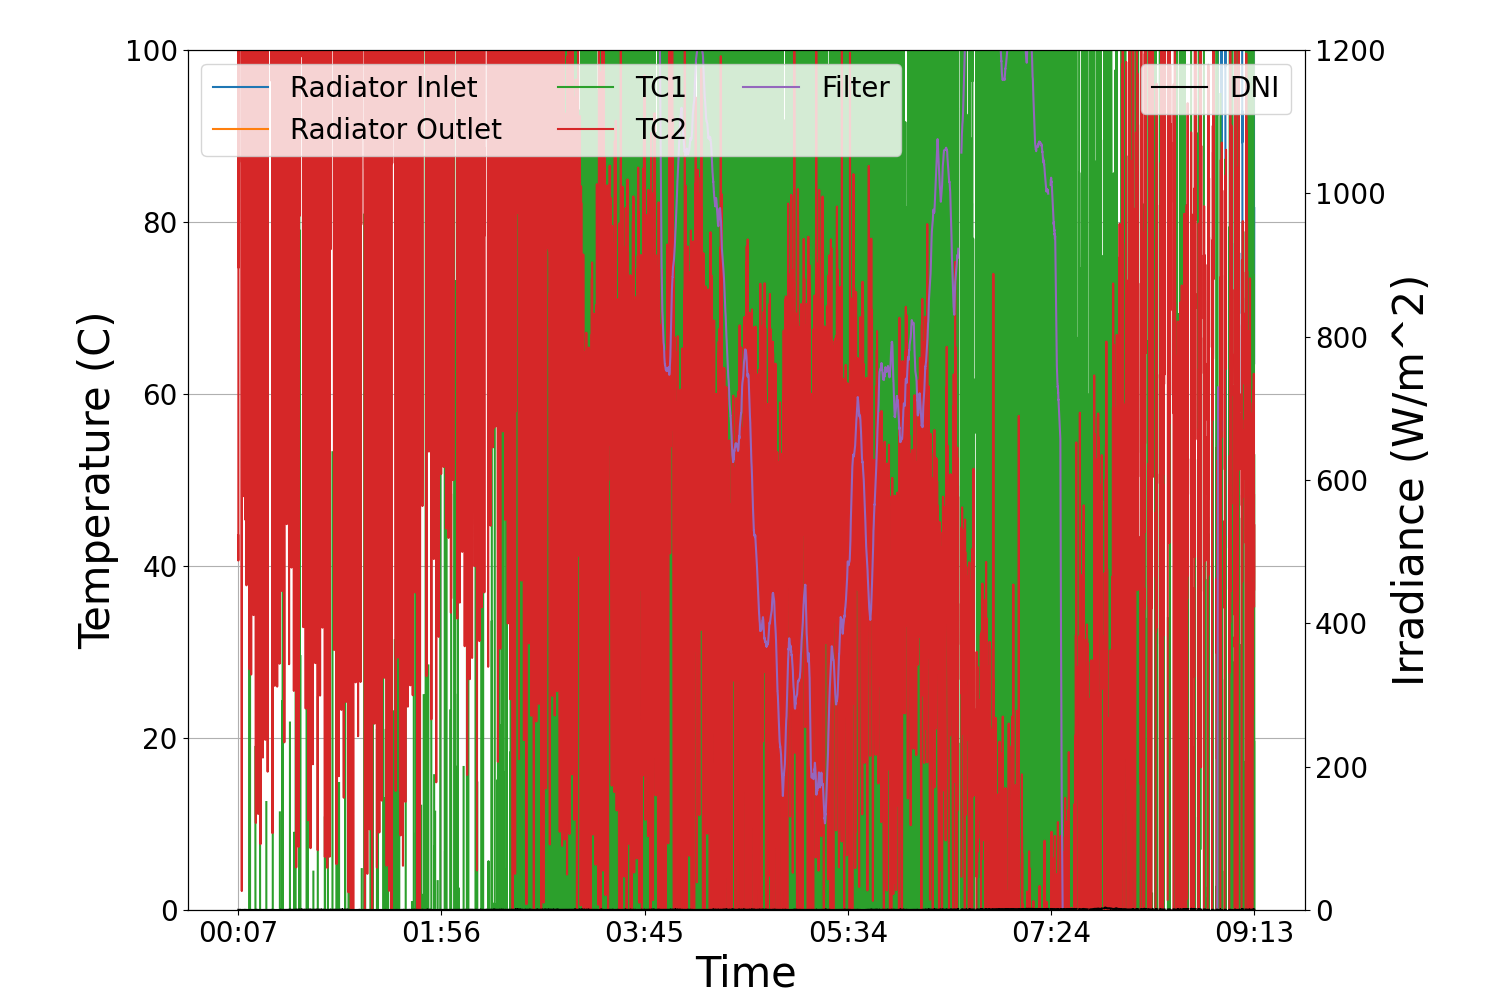 Radiator Inlet
Radiator Outlet
TC1
TC2
Filter
DNI
100
80
60
40
20
0
Temperature (C)
1200
1000
800
600
400
200
0
Irradiance (W/m^2)
00:07 01:56 03:45 05:34 07:24 09:13
Time